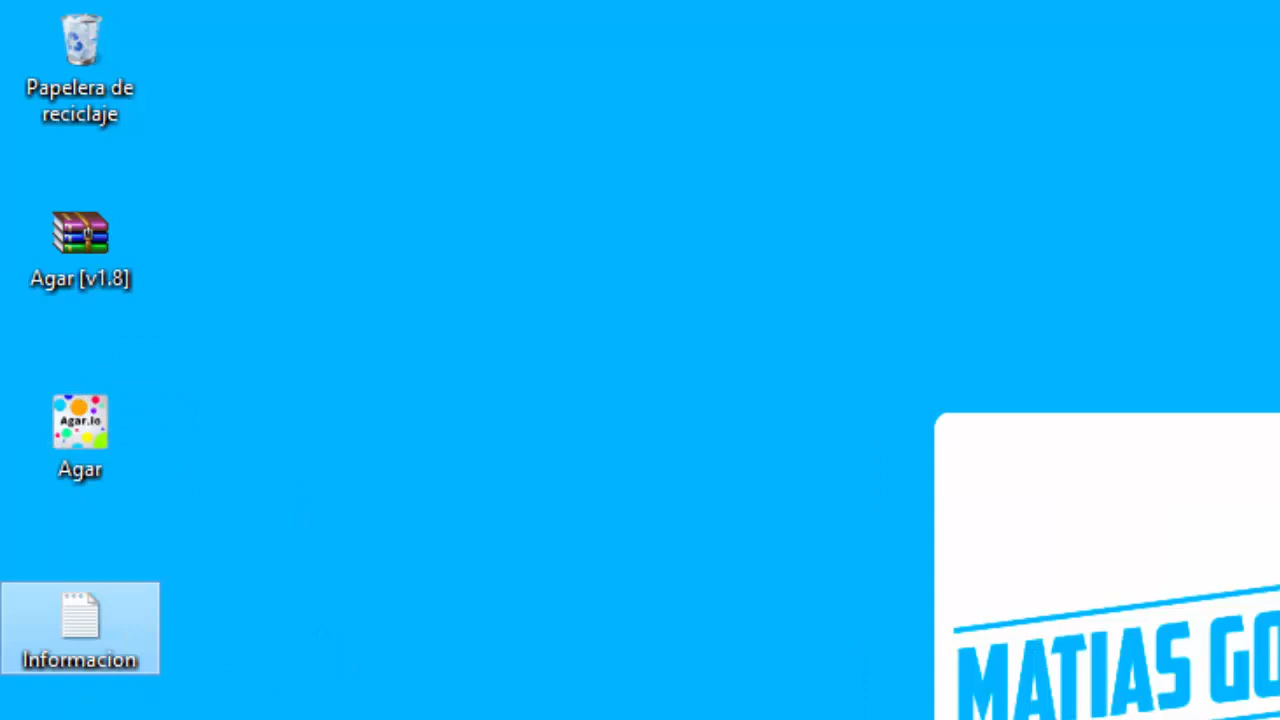 Papelera de
reciclaje
Agar [v1.8]
Agar.io
Agar
Informacion
MATIAS GO